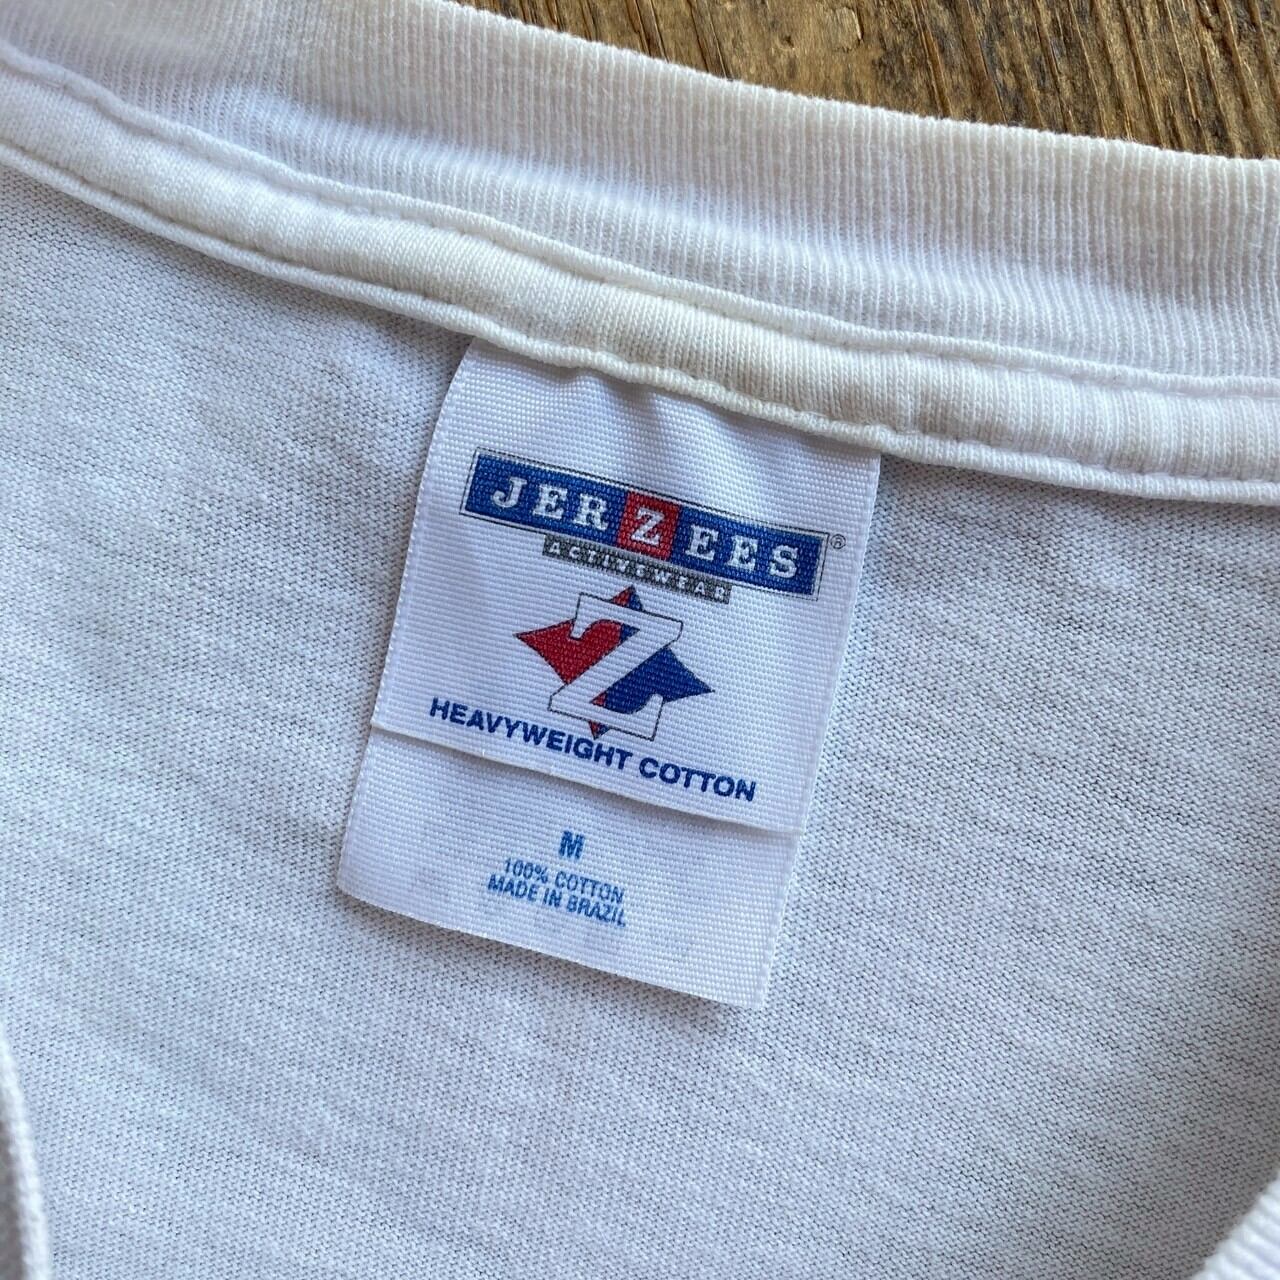 JERZEES®
ACTIVEWEAR
Z
HEAVYWEIGHT COTTON
M
100% COTTON
MADE IN BRAZIL